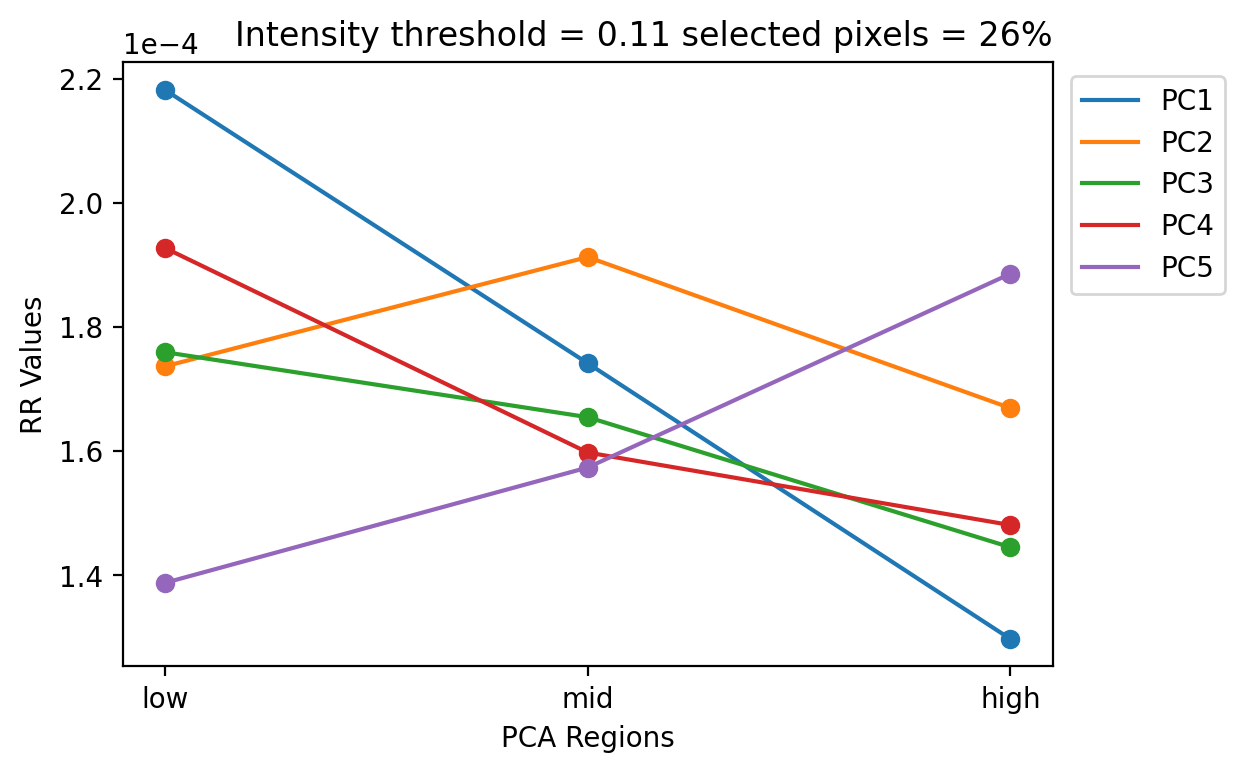 Intensity threshold = 0.11 selected pixels = 26%
1e−4
2.2
2.0
1.8
1.6
1.4
RR Values
low
mid
high
PCA Regions
PC1
PC2
PC3
PC4
PC5